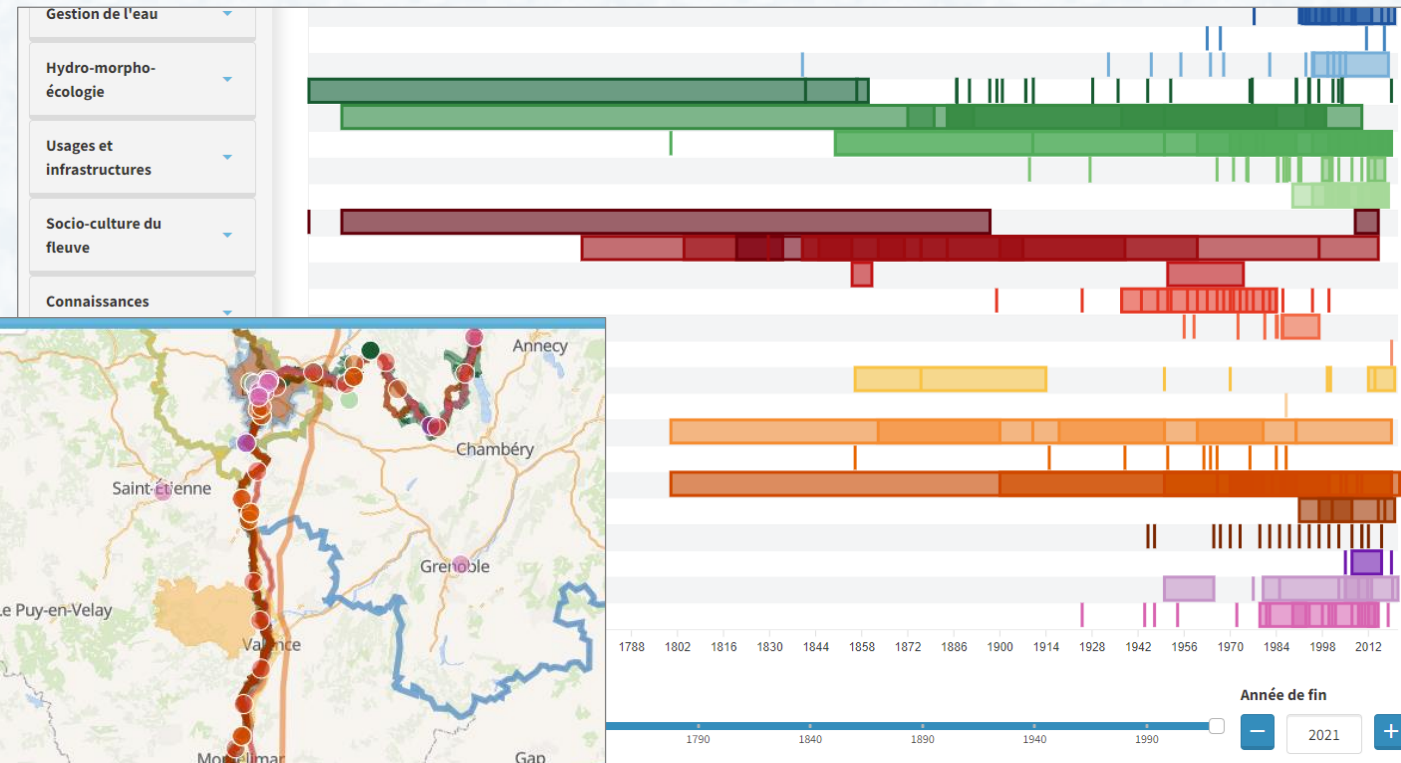 Gestion de l'eau
Hydro-morpho-
écologie
Usages et
infrastructures
Socio-culture du
fleuve
Connaissances
Annecy
Chambéry
Saint-Étienne
Grenoble
Le Puy-en-Velay
Valence
Montélimar
Gap
1788 1802 1816 1830 1844 1858 1872 1886 1900 1914 1928 1942 1956 1970 1984 1998 2012
Année de fin
1790 1840 1890 1940 1990
− 2021 +